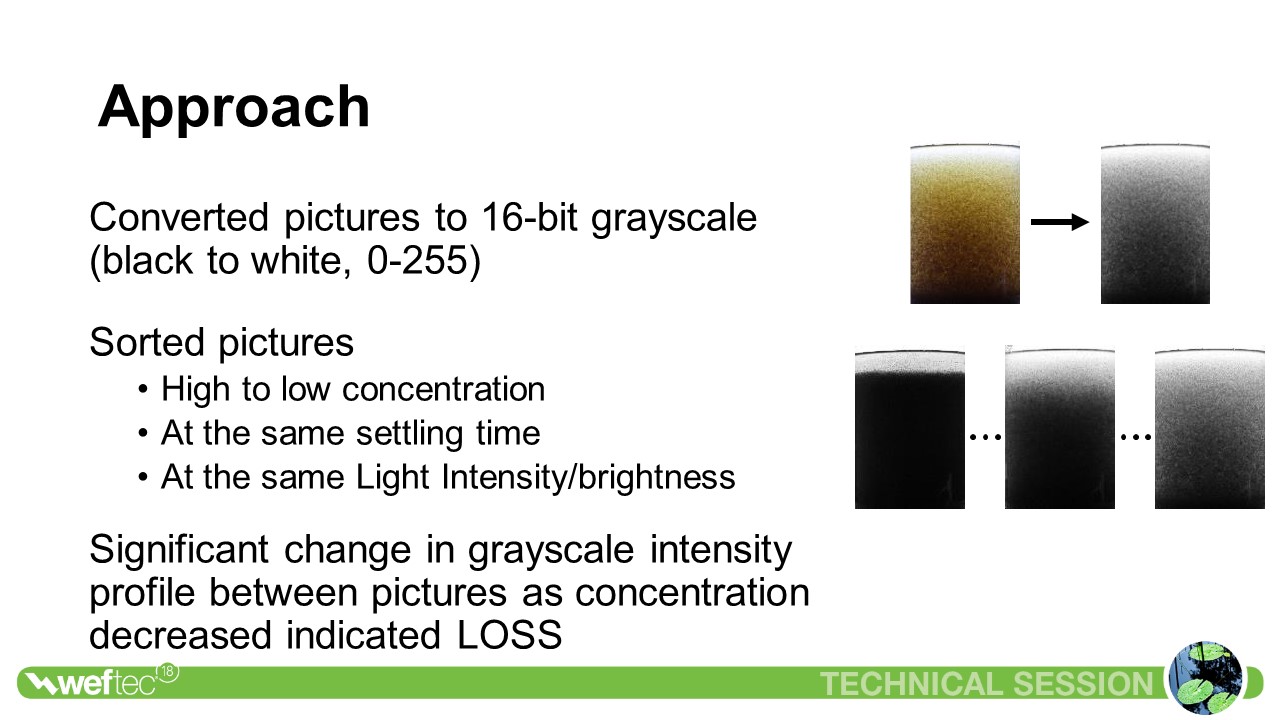 Approach
Converted pictures to 16-bit grayscale
(black to white, 0-255)
Sorted pictures
• High to low concentration
• At the same settling time
• At the same Light Intensity/brightness
Significant change in grayscale intensity
profile between pictures as concentration
decreased indicated LOSS
... ...
weftec 18
TECHNICAL SESSION